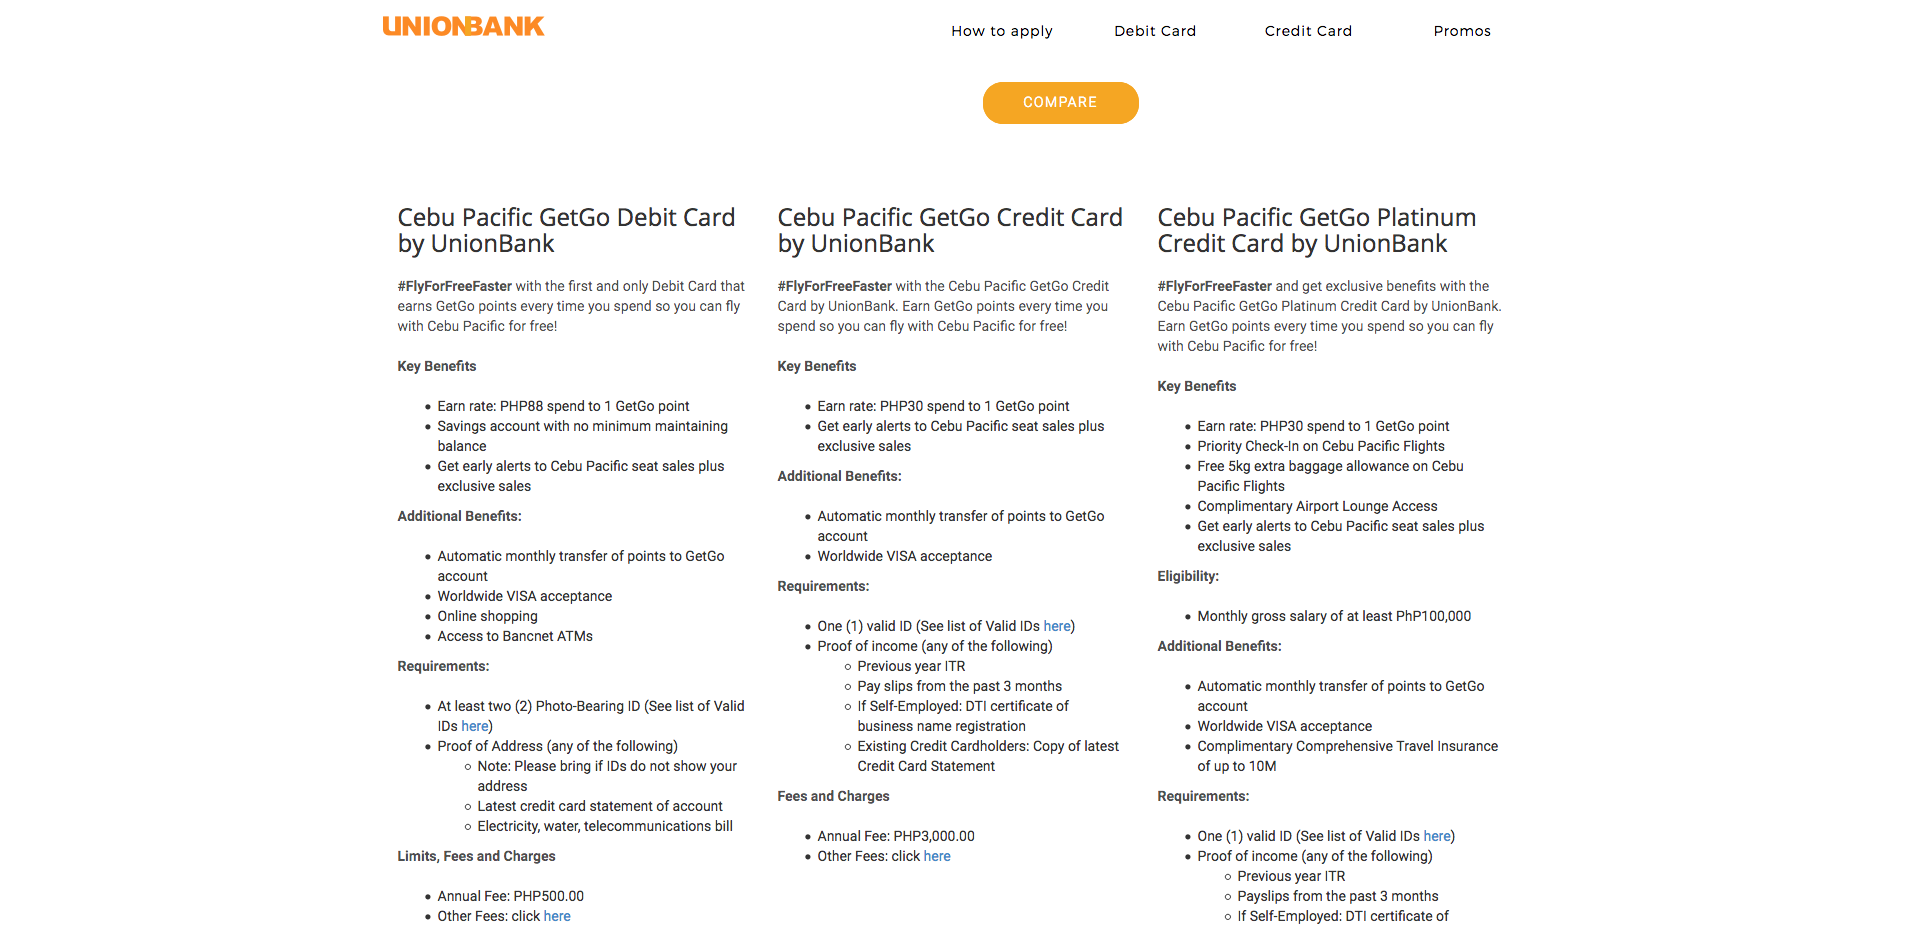 UNIONBANK
How to apply
Debit Card
Credit Card
Promos
COMPARE
Cebu Pacific GetGo Debit Card
by UnionBank
#FlyForFreeFaster with the first and only Debit Card that
earns GetGo points every time you spend so you can fly
with Cebu Pacific for free!
Key Benefits
Earn rate: PHP88 spend to 1 GetGo point
Savings account with no minimum maintaining
balance
Get early alerts to Cebu Pacific seat sales plus
exclusive sales
Additional Benefits:
Automatic monthly transfer of points to GetGo
account
Worldwide VISA acceptance
Online shopping
Access to Bancnet ATMs
Requirements:
At least two (2) Photo-Bearing ID (See list of Valid
IDs here)
Proof of Address (any of the following)
Note: Please bring if IDs do not show your
address
Latest credit card statement of account
Electricity, water, telecommunications bill
Limits, Fees and Charges
Annual Fee: PHP500.00
Other Fees: click here
Cebu Pacific GetGo Credit Card
by UnionBank
#FlyForFreeFaster with the Cebu Pacific GetGo Credit
Card by UnionBank. Earn GetGo points every time you
spend so you can fly with Cebu Pacific for free!
Key Benefits
Earn rate: PHP30 spend to 1 GetGo point
Get early alerts to Cebu Pacific seat sales plus
exclusive sales
Additional Benefits:
Automatic monthly transfer of points to GetGo
account
Worldwide VISA acceptance
Requirements:
One (1) valid ID (See list of Valid IDs here)
Proof of income (any of the following)
Previous year ITR
Pay slips from the past 3 months
If Self-Employed: DTI certificate of
business name registration
Existing Credit Cardholders: Copy of latest
Credit Card Statement
Fees and Charges
Annual Fee: PHP3,000.00
Other Fees: click here
Cebu Pacific GetGo Platinum
Credit Card by UnionBank
#FlyForFreeFaster and get exclusive benefits with the
Cebu Pacific GetGo Platinum Credit Card by UnionBank.
Earn GetGo points every time you spend so you can fly
with Cebu Pacific for free!
Key Benefits
Earn rate: PHP30 spend to 1 GetGo point
Priority Check-In on Cebu Pacific Flights
Free 5kg extra baggage allowance on Cebu
Pacific Flights
Complimentary Airport Lounge Access
Get early alerts to Cebu Pacific seat sales plus
exclusive sales
Eligibility:
Monthly gross salary of at least PhP100,000
Additional Benefits:
Automatic monthly transfer of points to GetGo
account
Worldwide VISA acceptance
Complimentary Comprehensive Travel Insurance
of up to 10M
Requirements:
One (1) valid ID (See list of Valid IDs here)
Proof of income (any of the following)
Previous year ITR
Payslips from the past 3 months
If Self-Employed: DTI certificate of